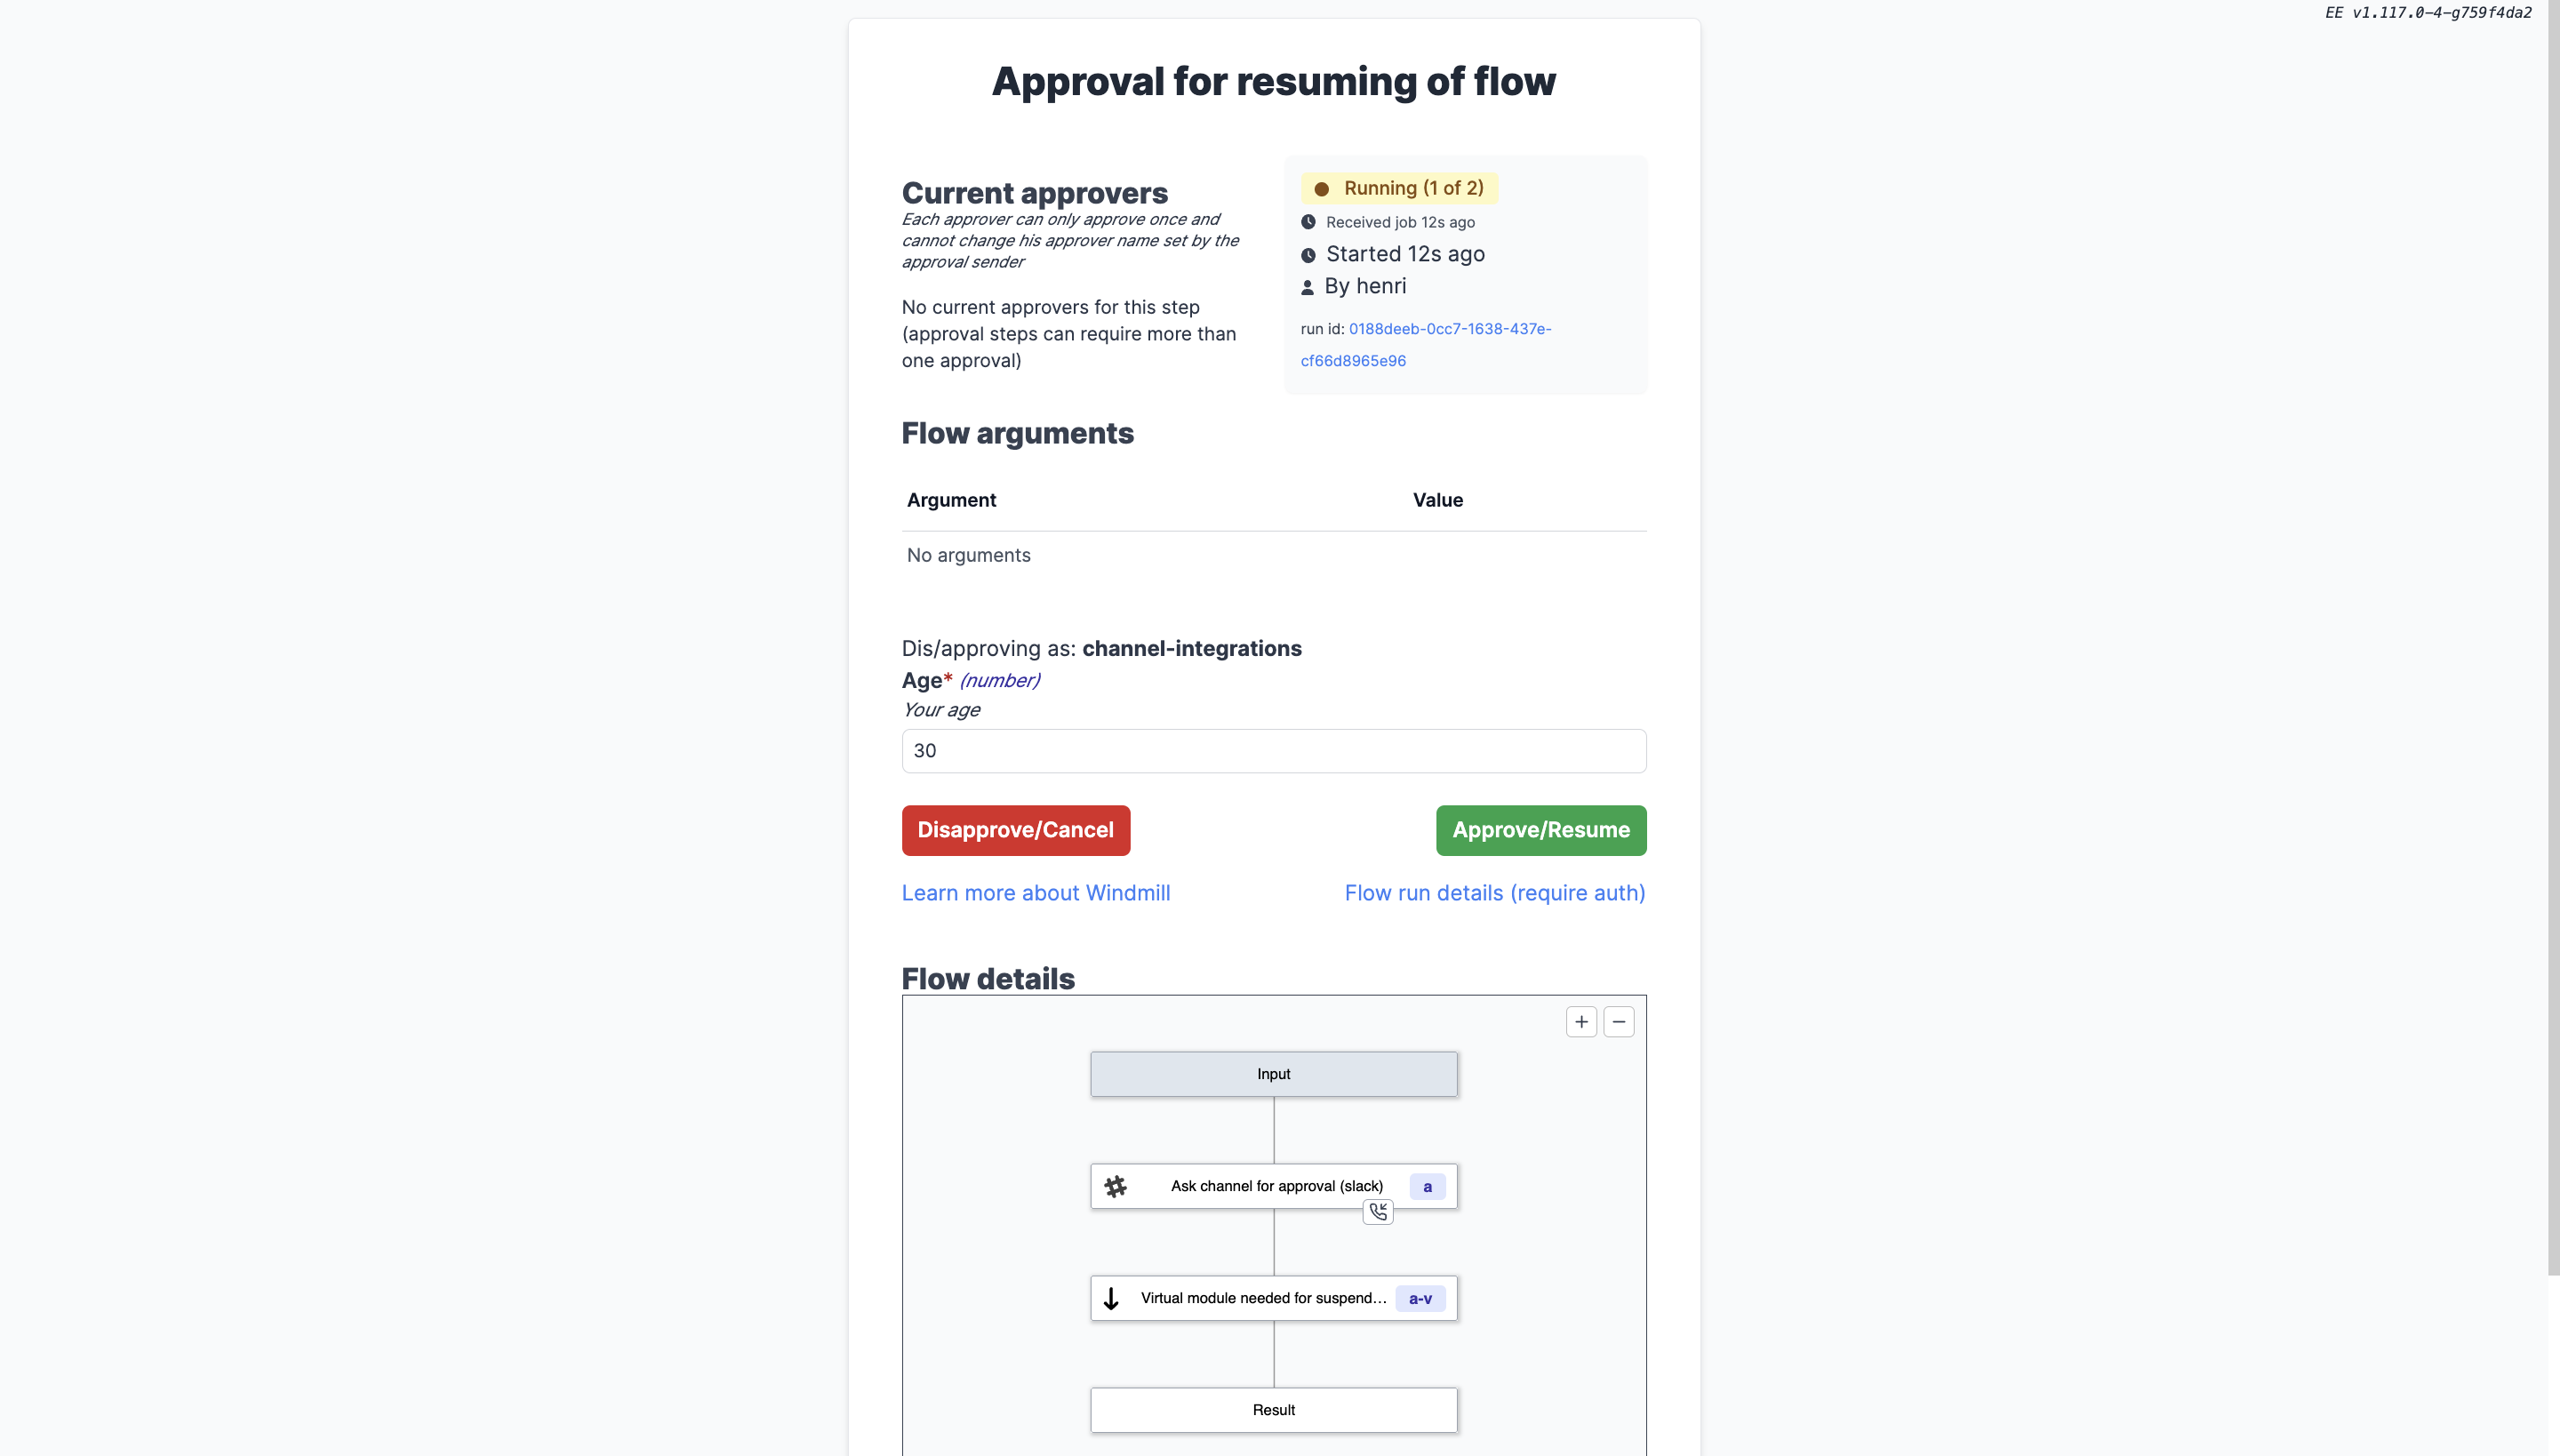 EE v1.117.0-4-g759f4da2
Approval for resuming of flow
Current approvers
Each approver can only approve once and
cannot change his approver name set by the
approval sender
No current approvers for this step
(approval steps can require more than
one approval)
Running (1 of 2)
Received job 12s ago
Started 12s ago
By henri
run id: 0188deeb-0cc7-1638-437e-
cf66d8965e96
Flow arguments
Argument Value
No arguments
Dis/approving as: channel-integrations
Age* (number)
Your age
30
Disapprove/Cancel Approve/Resume
Learn more about Windmill Flow run details (require auth)
Flow details
+ −
Input
Ask channel for approval (slack) a
Virtual module needed for suspend... a-v
Result